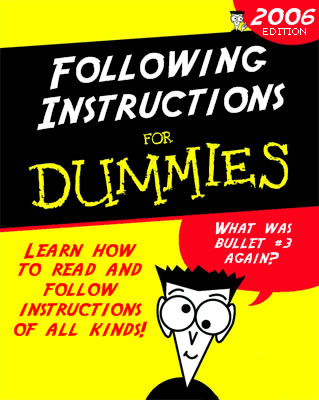 2006
EDITION
FOLLOWING
INSTRUCTIONS
FOR
DUMMIES
WHAT WAS
BULLET #3
AGAIN?
LEARN HOW
TO READ AND
FOLLOW
INSTRUCTIONS
OF ALL KINDS!